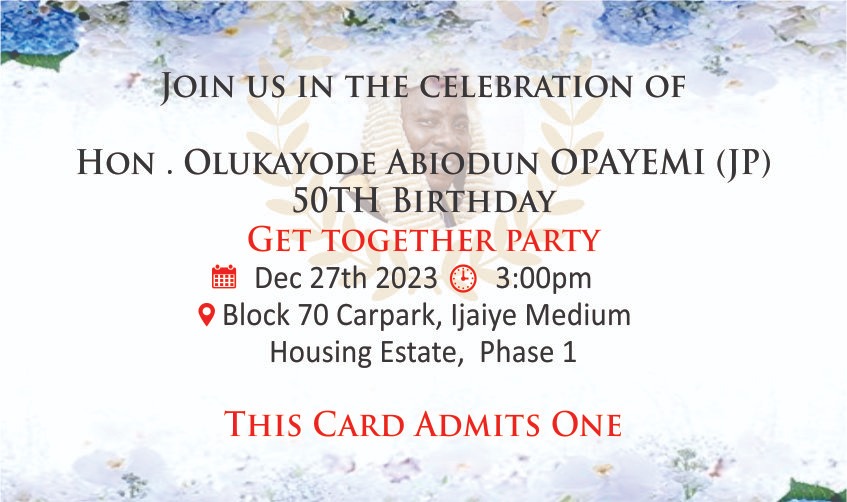 Join us in the celebration of
Hon . Olukayode Abiodun OPAYEMI (JP)
50TH Birthday
Get together party
Dec 27th 2023 3:00pm
Block 70 Carpark, Ijaiye Medium
Housing Estate, Phase 1
This Card Admits One